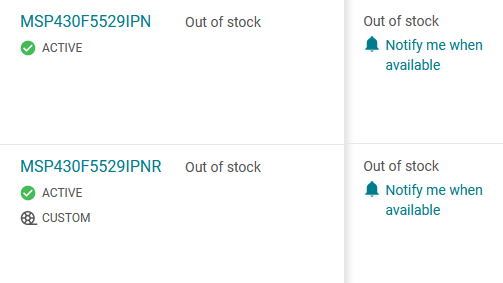 MSP430F5529IPN Out of stock Out of stock
ACTIVE Notify me when
available
MSP430F5529IPNR Out of stock Out of stock
ACTIVE Notify me when
CUSTOM available